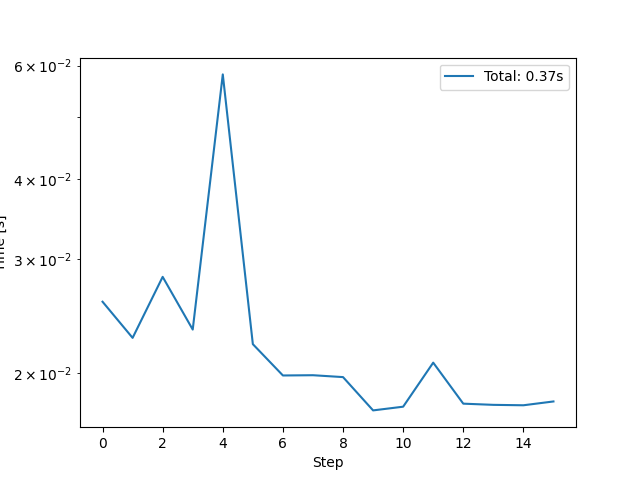 Total: 0.37s
6 × 10⁻²
4 × 10⁻²
3 × 10⁻²
2 × 10⁻²
[s]
0 2 4 6 8 10 12 14
Step